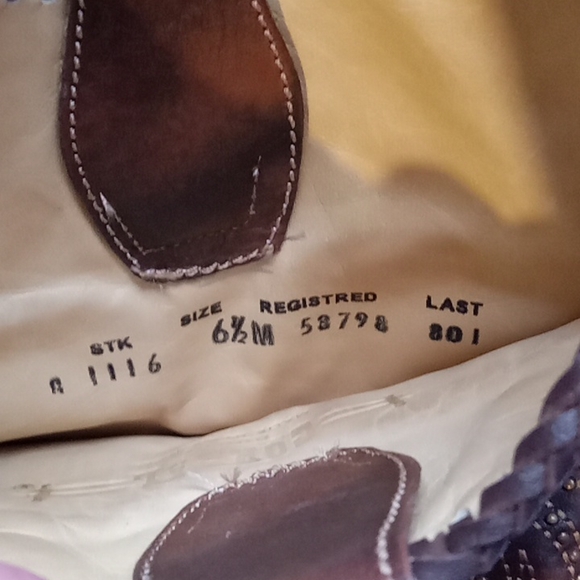 STK SIZE REGISTRED LAST
1116 6½M 58798 801